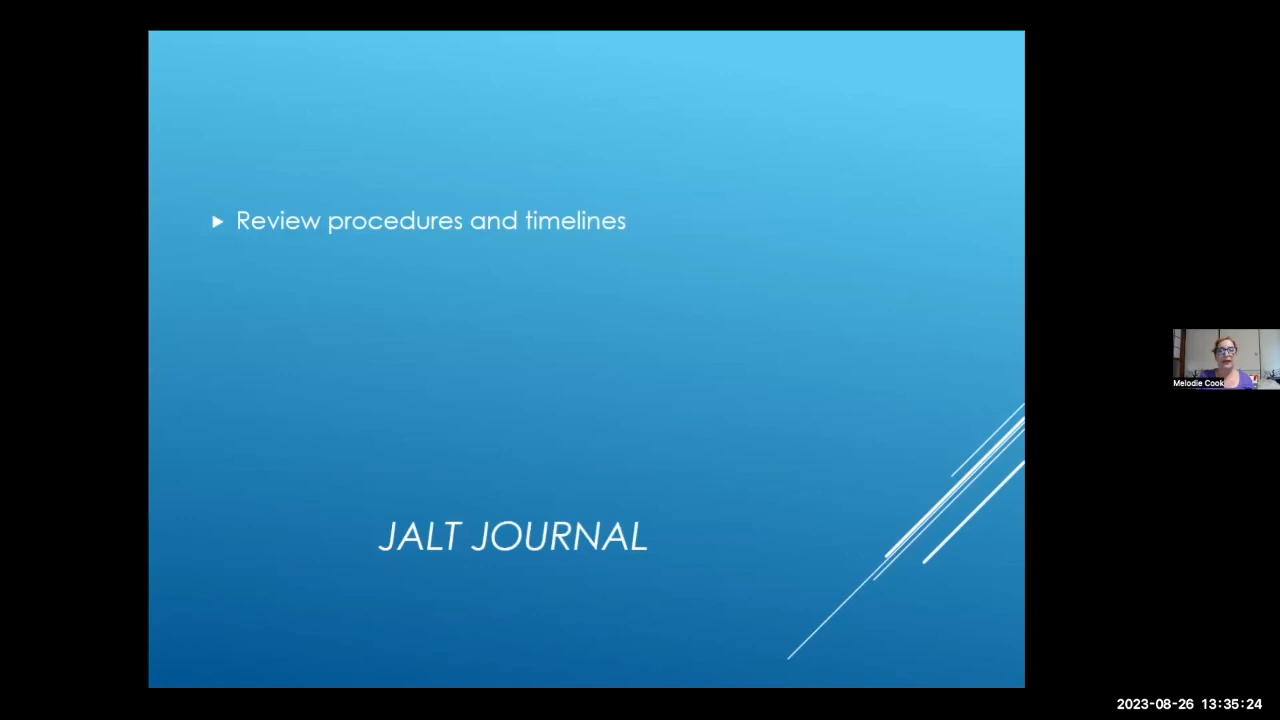 Review procedures and timelines
JALT JOURNAL
Melodie Cook
2023-08-26 13:35:24